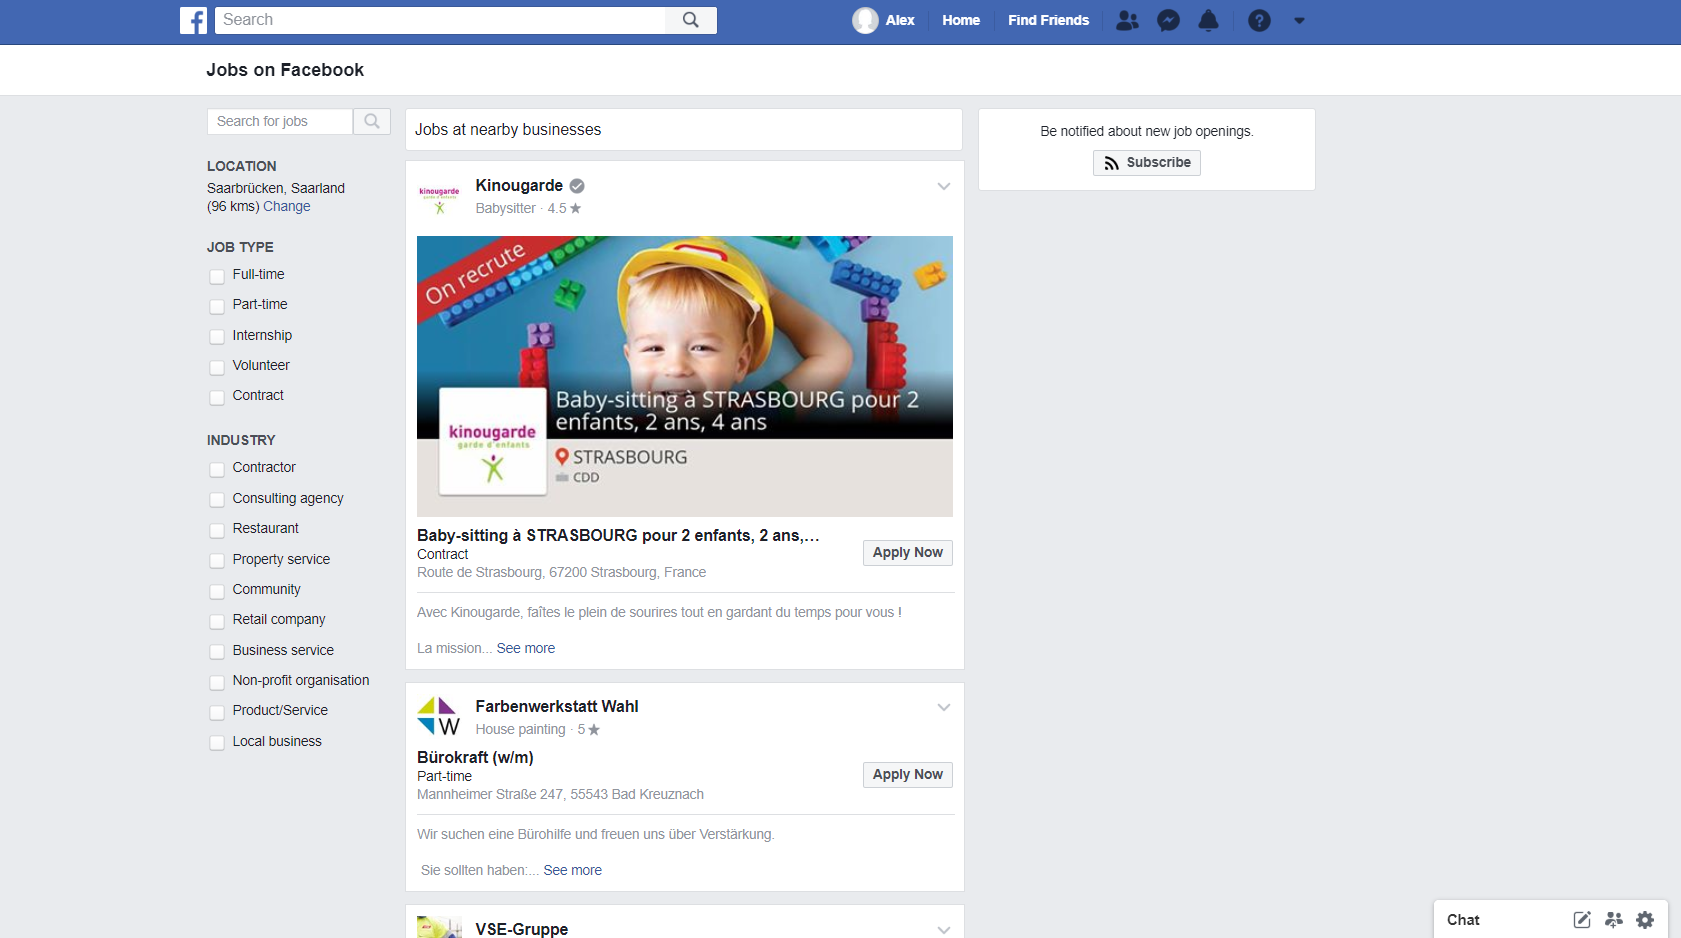 Search
Alex
Home
Find Friends
Jobs on Facebook
Search for jobs
LOCATION
Saarbrücken, Saarland
(96 kms) Change
JOB TYPE
Full-time
Part-time
Internship
Volunteer
Contract
INDUSTRY
Contractor
Consulting agency
Restaurant
Property service
Community
Retail company
Business service
Non-profit organisation
Product/Service
Local business
Jobs at nearby businesses
kinougarde
garde d'enfants
Kinougarde
Babysitter · 4.5 ★
On recrute
Baby-sitting à STRASBOURG pour 2
enfants, 2 ans, 4 ans
kinougarde
garde d'enfants
STRASBOURG
CDD
Baby-sitting à STRASBOURG pour 2 enfants, 2 ans,...
Contract
Route de Strasbourg, 67200 Strasbourg, France
Apply Now
Avec Kinougarde, faîtes le plein de sourires tout en gardant du temps pour vous !
La mission... See more
W
Farbenwerkstatt Wahl
House painting · 5 ★
Bürokraft (w/m)
Part-time
Mannheimer Straße 247, 55543 Bad Kreuznach
Apply Now
Wir suchen eine Bürohilfe und freuen uns über Verstärkung.
Sie sollten haben:... See more
VSE-Gruppe
Be notified about new job openings.
Subscribe
Chat